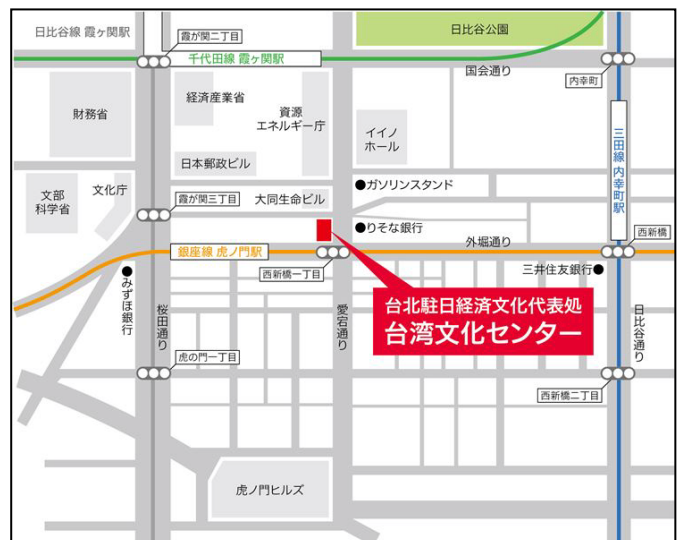 日比谷線 霞ヶ関駅
霞が関二丁目
日比谷公園
千代田線 霞ヶ関駅
国会通り
内幸町
財務省
経済産業省
資源
エネルギー庁
イイノ
ホール
三田線 内幸町駅
日本郵政ビル
文部
科学省
文化庁
霞が関三丁目
大同生命ビル
●ガソリンスタンド
●りそな銀行
外堀通り
西新橋
銀座線 虎ノ門駅
西新橋一丁目
三井住友銀行●
●みずほ銀行
桜田通り
愛宕通り
台北駐日経済文化代表処
台湾文化センター
日比谷通り
虎の門一丁目
西新橋二丁目
虎ノ門ヒルズ